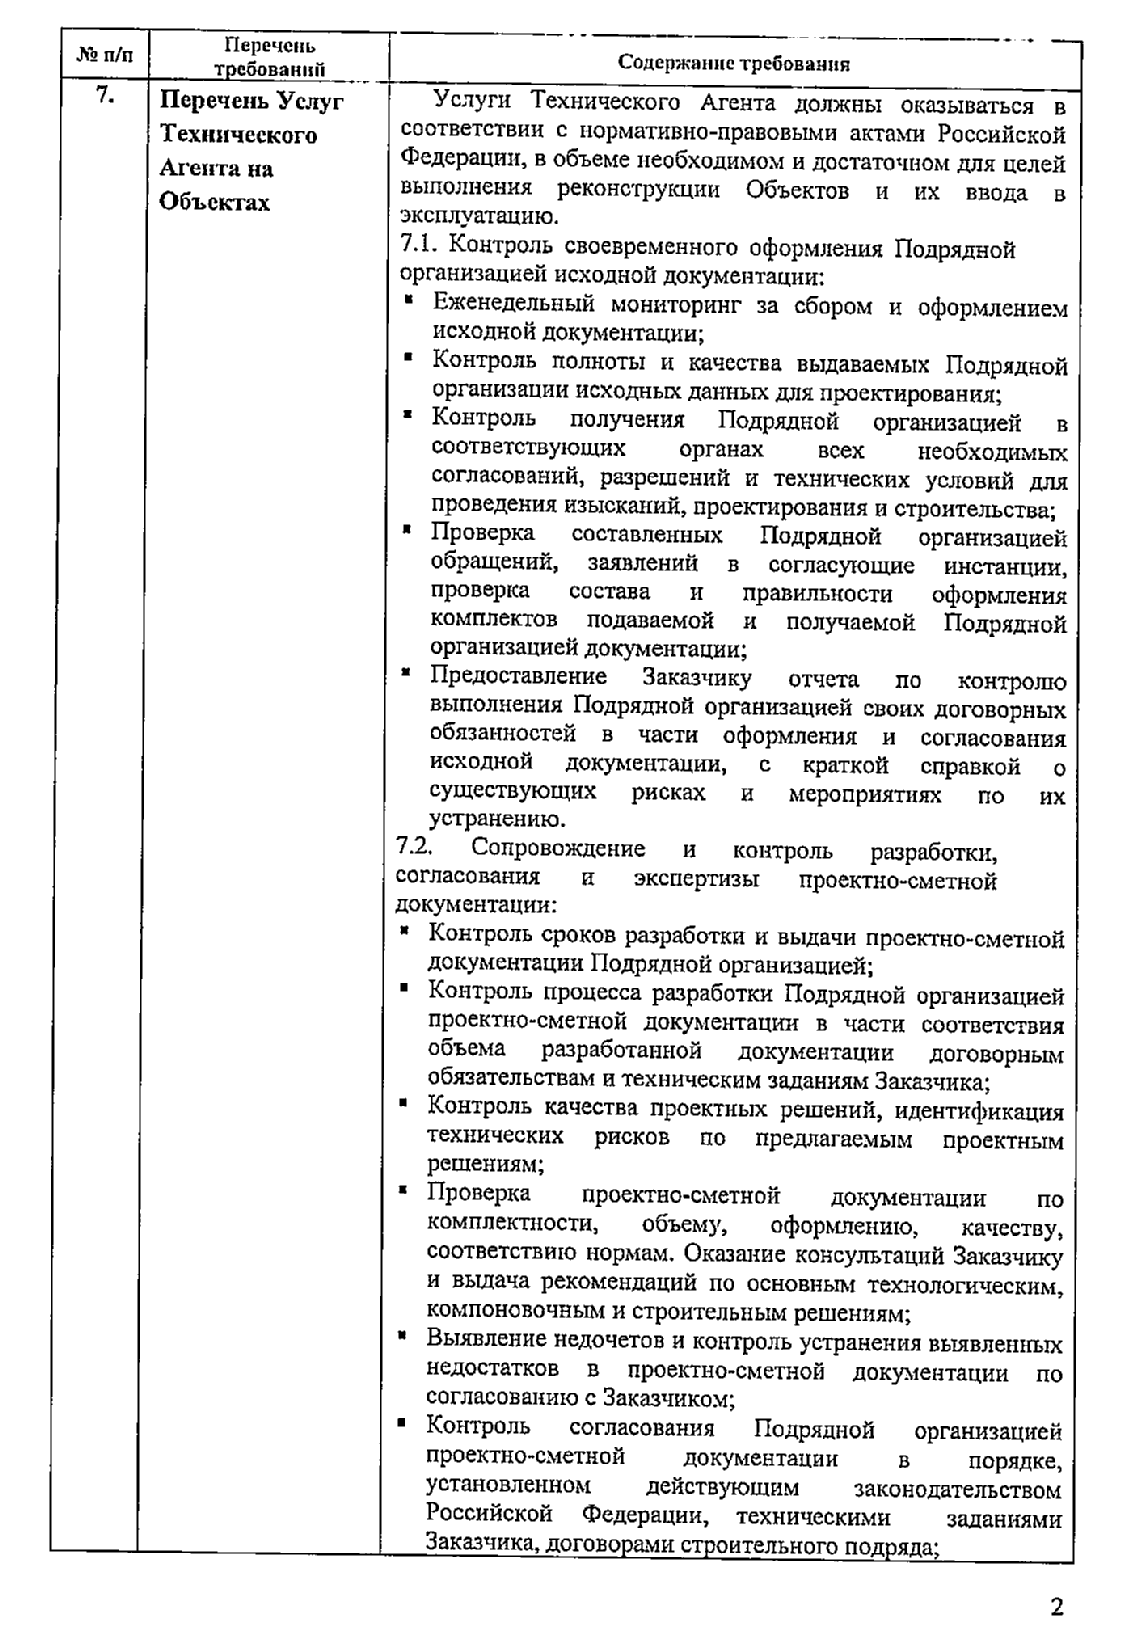 № п/п
Перечень
требований
Содержание требования
7.
Перечень Услуг
Технического
Агента на
Объектах
Услуги Технического Агента должны оказываться в
соответствии с нормативно-правовыми актами Российской
Федерации, в объеме необходимом и достаточном для целей
выполнения реконструкции Объектов и их ввода в
эксплуатацию.
7.1. Контроль своевременного оформления Подрядной
организацией исходной документации:
▪ Еженедельный мониторинг за сбором и оформлением
исходной документации;
▪ Контроль полноты и качества выдаваемых Подрядной
организации исходных данных для проектирования;
▪ Контроль получения Подрядной организацией в
соответствующих органах всех необходимых
согласований, разрешений и технических условий для
проведения изысканий, проектирования и строительства;
▪ Проверка составленных Подрядной организацией
обращений, заявлений в согласующие инстанции,
проверка состава и правильности оформления
комплектов подаваемой и получаемой Подрядной
организацией документации;
▪ Предоставление Заказчику отчета по контролю
выполнения Подрядной организацией своих договорных
обязанностей в части оформления и согласования
исходной документации, с краткой справкой о
существующих рисках и мероприятиях по их
устранению.
7.2. Сопровождение и контроль разработки,
согласования и экспертизы проектно-сметной
документации:
▪ Контроль сроков разработки и выдачи проектно-сметной
документации Подрядной организацией;
▪ Контроль процесса разработки Подрядной организацией
проектно-сметной документации в части соответствия
объема разработанной документации договорным
обязательствам и техническим заданиям Заказчика;
▪ Контроль качества проектных решений, идентификация
технических рисков по предлагаемым проектным
решениям;
▪ Проверка проектно-сметной документации по
комплектности, объему, оформлению, качеству,
соответствию нормам. Оказание консультаций Заказчику
и выдача рекомендаций по основным технологическим,
компоновочным и строительным решениям;
▪ Выявление недочетов и контроль устранения выявленных
недостатков в проектно-сметной документации по
согласованию с Заказчиком;
▪ Контроль согласования Подрядной организацией
проектно-сметной документации в порядке,
установленном действующим законодательством
Российской Федерации, техническими заданиями
Заказчика, договорами строительного подряда;
2